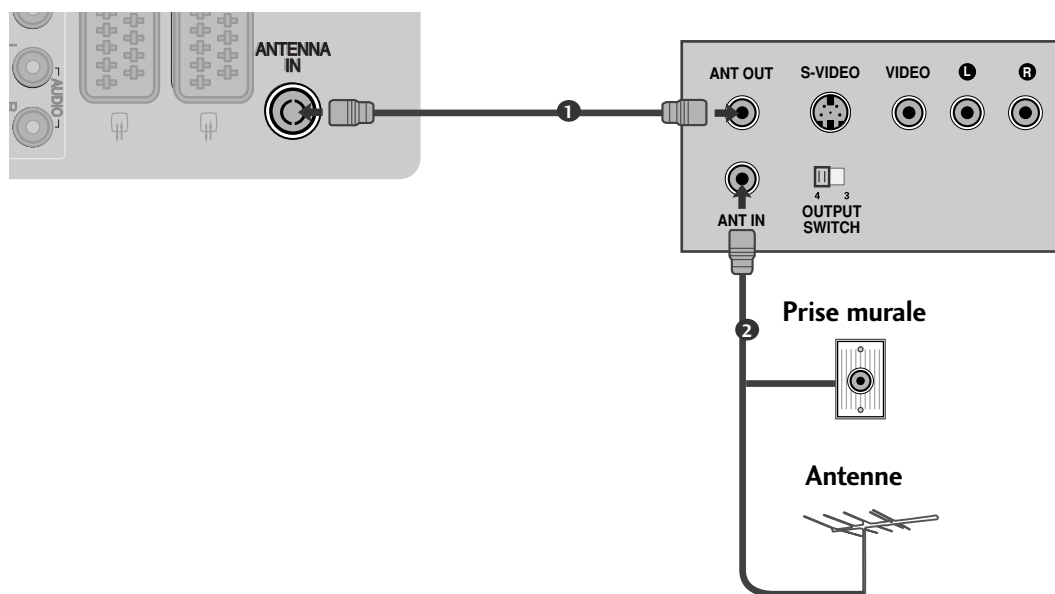 ANTENNA
IN
AUDIO
R
1
ANT OUT
S-VIDEO
VIDEO
L
R
4 3
OUTPUT
SWITCH
ANT IN
2
Prise murale
Antenne